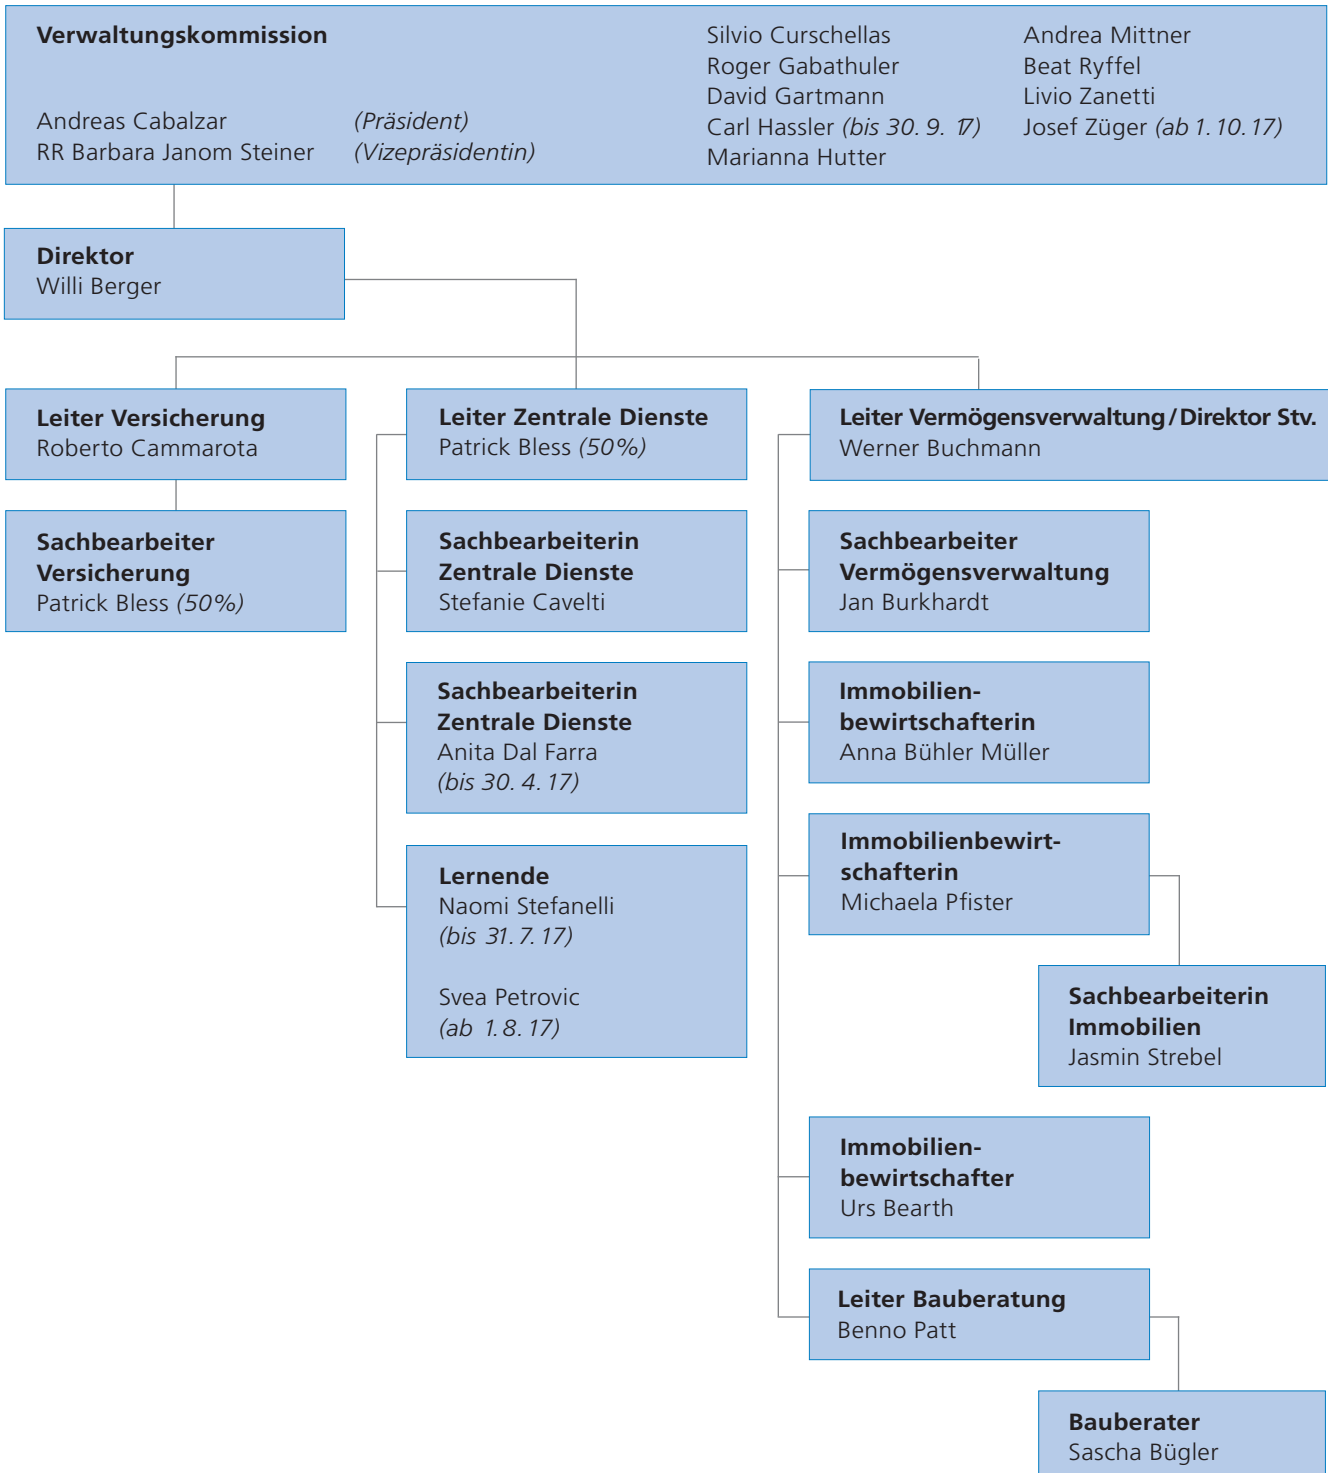 Verwaltungskommission
Andreas Cabalzar (Präsident)
RR Barbara Janom Steiner (Vizepräsidentin)
Silvio Curschellas
Roger Gabathuler
David Gartmann
Carl Hassler (bis 30. 9. 17)
Marianna Hutter
Andrea Mittner
Beat Ryffel
Livio Zanetti
Josef Züger (ab 1. 10. 17)
Direktor
Willi Berger
Leiter Versicherung
Roberto Cammarota
Sachbearbeiter
Versicherung
Patrick Bless (50%)
Leiter Zentrale Dienste
Patrick Bless (50%)
Sachbearbeiterin
Zentrale Dienste
Stefanie Cavelti
Sachbearbeiterin
Zentrale Dienste
Anita Dal Farra
(bis 30. 4. 17)
Lernende
Naomi Stefanelli
(bis 31. 7. 17)
Svea Petrovic
(ab 1. 8. 17)
Leiter Vermögensverwaltung / Direktor Stv.
Werner Buchmann
Sachbearbeiter
Vermögensverwaltung
Jan Burkhardt
Immobilien-
bewirtschafterin
Anna Bühler Müller
Immobilienbewirt-
schafterin
Michaela Pfister
Sachbearbeiterin
Immobilien
Jasmin Strebel
Immobilien-
bewirtschafter
Urs Bearth
Leiter Bauberatung
Benno Patt
Bauberater
Sascha Bügler